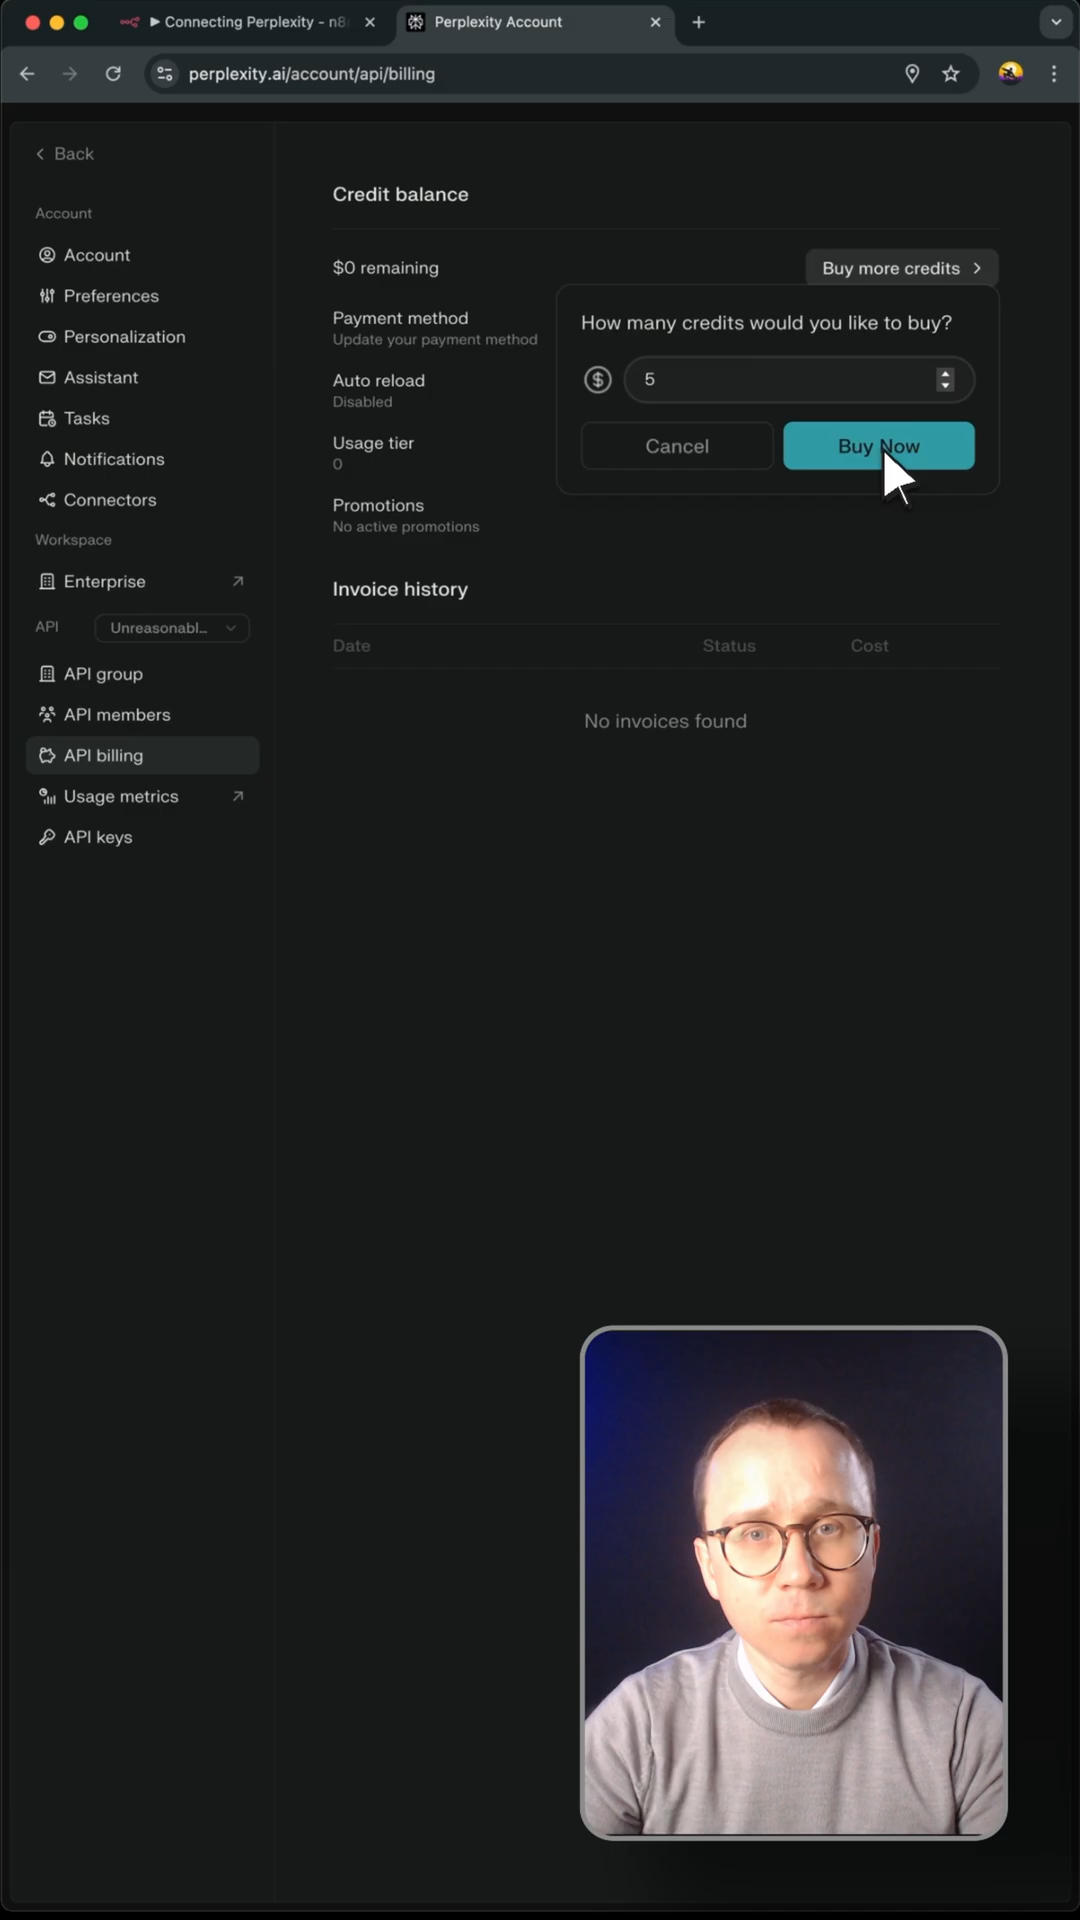 Connecting Perplexity - n8
Perplexity Account
perplexity.ai/account/api/billing
Back
Account
Account
Preferences
Personalization
Assistant
Tasks
Notifications
Connectors
Workspace
Enterprise
API
Unreasonabl...
API group
API members
API billing
Usage metrics
API keys
Credit balance
$0 remaining
Buy more credits
Payment method
Update your payment method
Auto reload
Disabled
Usage tier
0
Promotions
No active promotions
How many credits would you like to buy?
$ 5
Cancel
Buy Now
Invoice history
Date Status Cost
No invoices found